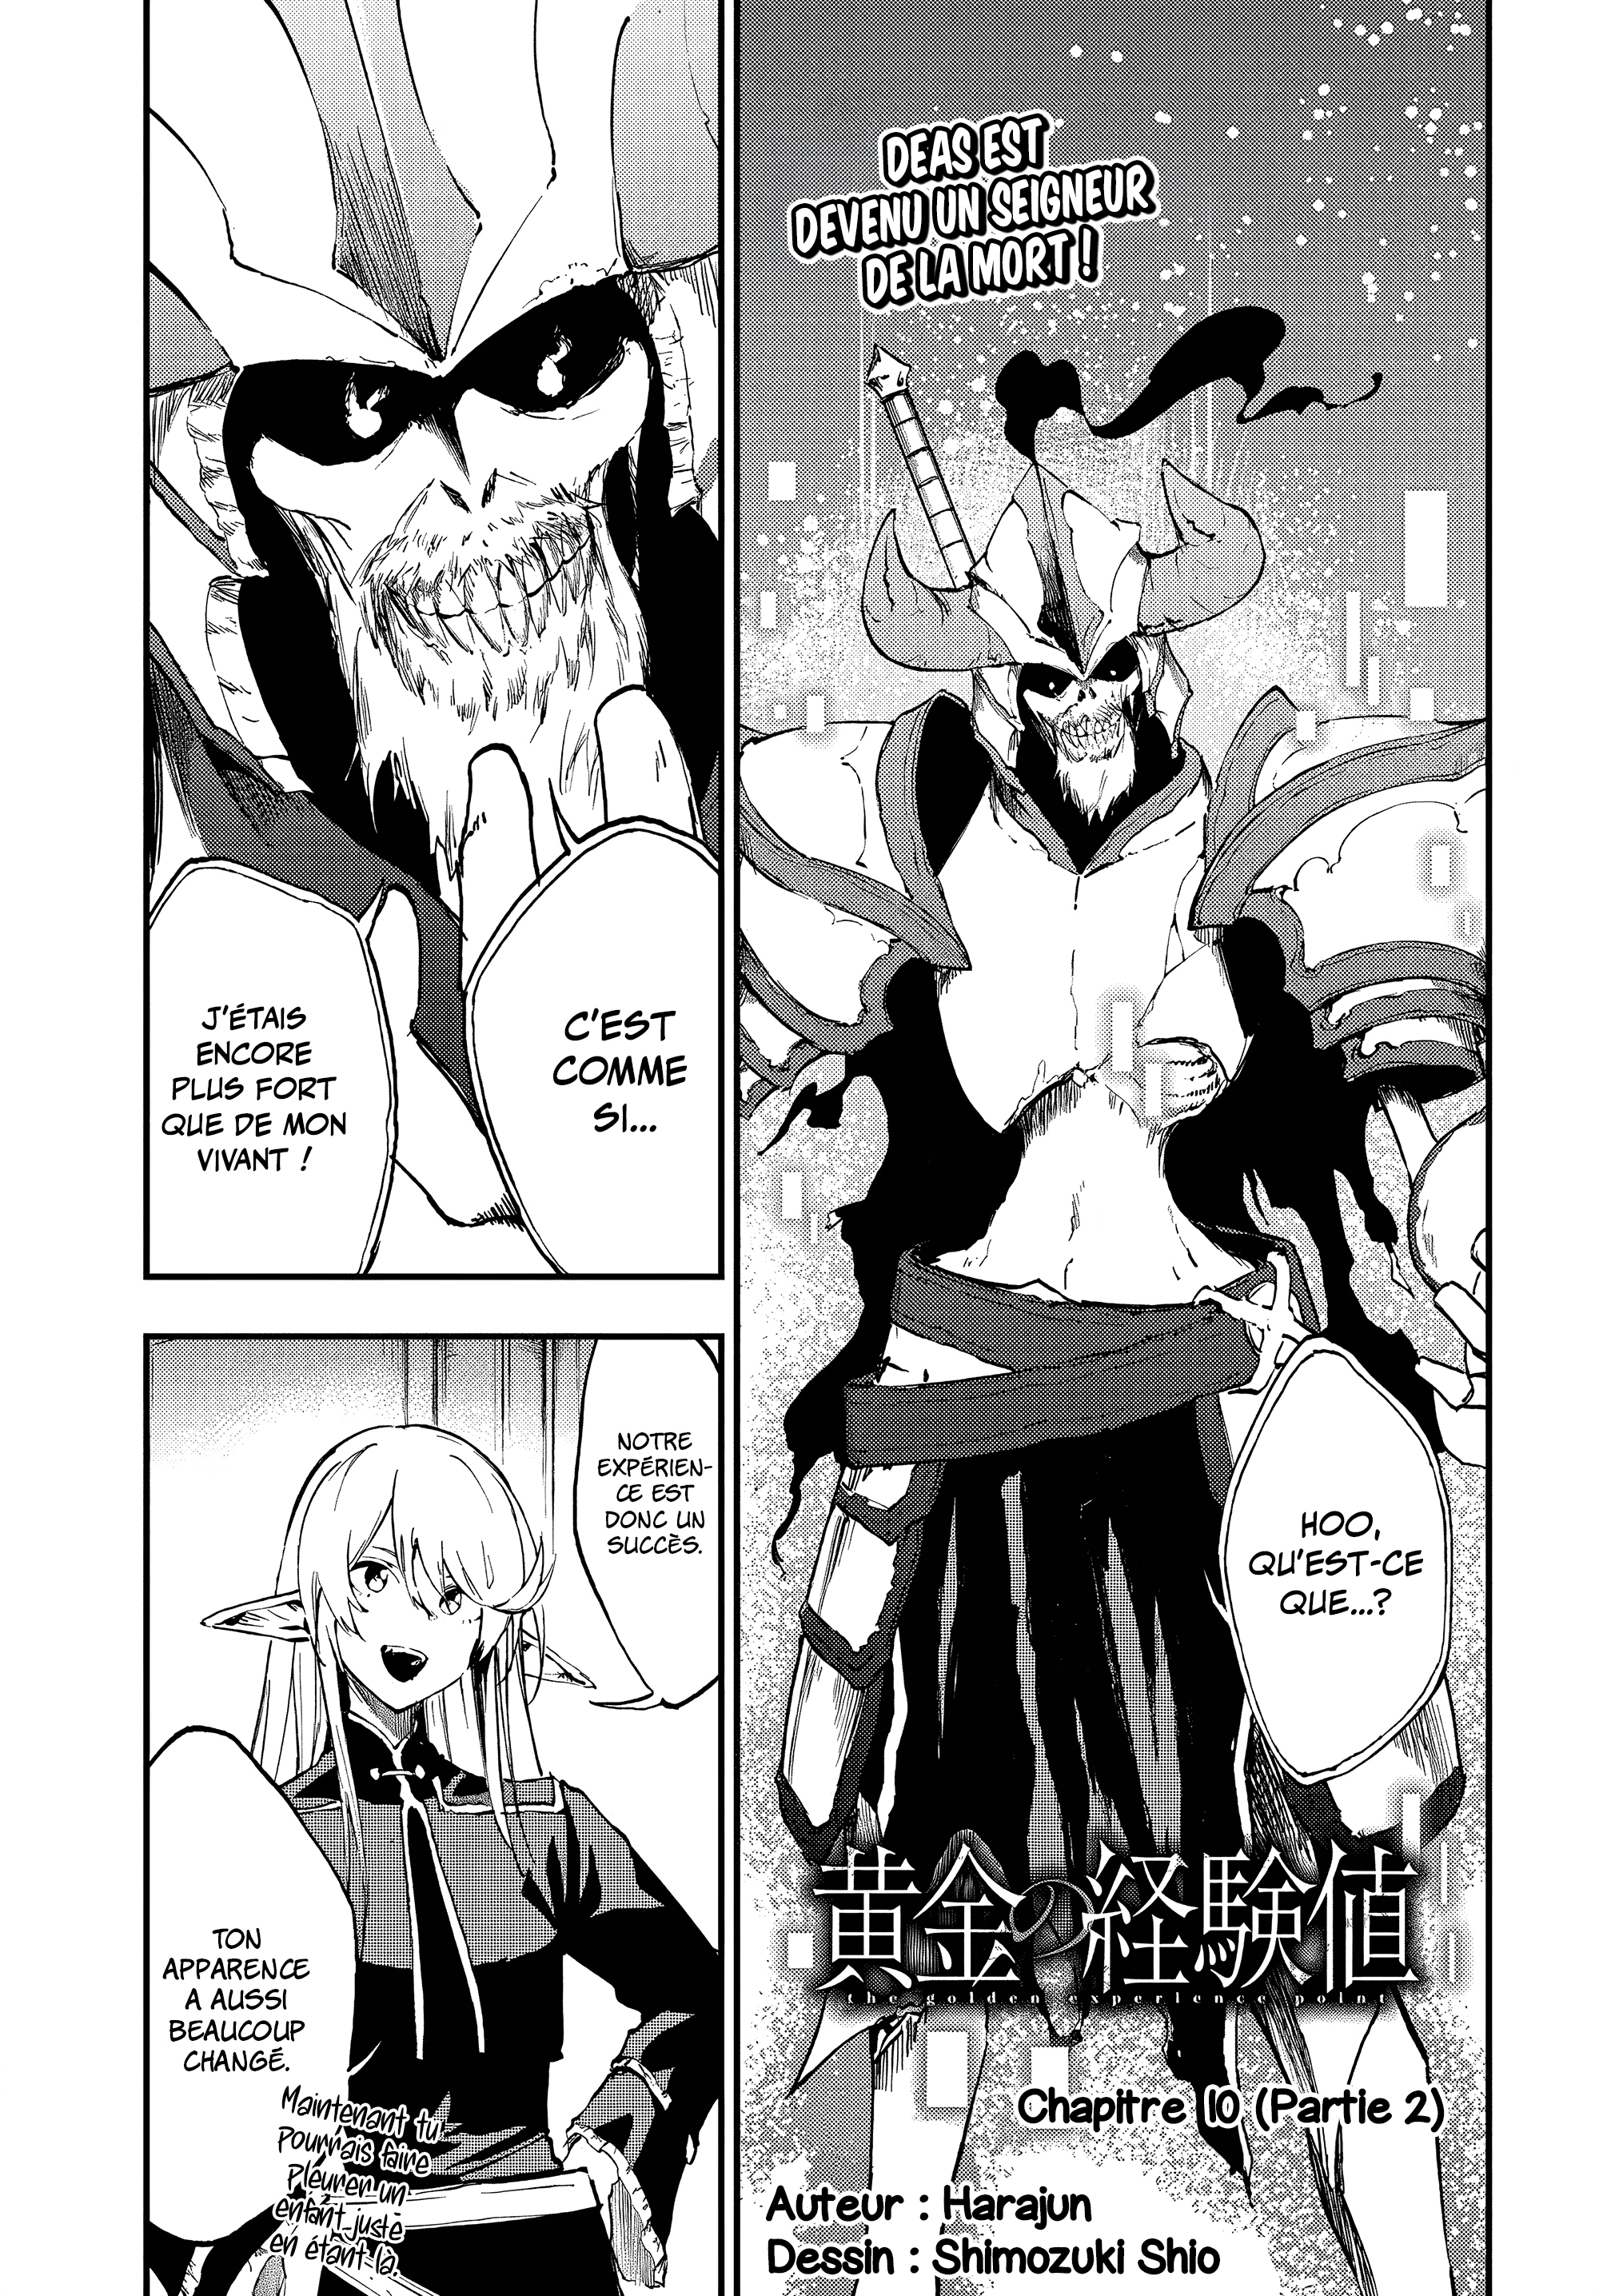 DEAS EST
DEVENU UN SEIGNEUR
DE LA MORT !
HOO,
QU'EST-CE
QUE...?
黄金の経験値
the golden experience point
Chapitre 10 (Partie 2)
Auteur : Harajun
Dessin : Shimozuki Shio
C'EST
COMME
SI...
J'ÉTAIS
ENCORE
PLUS FORT
QUE DE MON
VIVANT !
NOTRE
EXPÉRIEN-
CE EST
DONC UN
SUCCÈS.
TON
APPARENCE
A AUSSI
BEAUCOUP
CHANGÉ.
Maintenant tu
pourrais faire
pleurer un
enfant juste
en étant là.